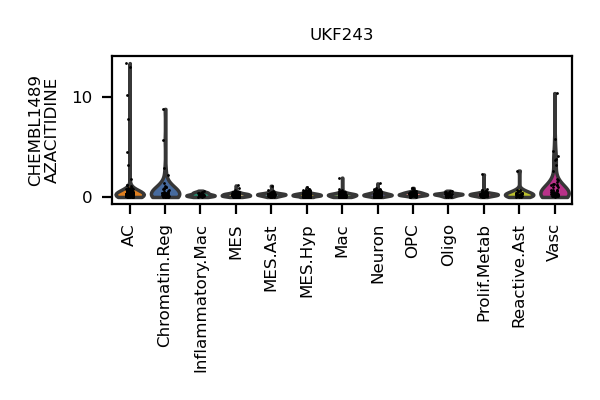 UKF243
CHEMBL1489
AZACITIDINE
10
0
AC
Chromatin.Reg
Inflammatory.Mac
MES
MES.Ast
MES.Hyp
Mac
Neuron
OPC
Oligo
Prolif.Metab
Reactive.Ast
Vasc